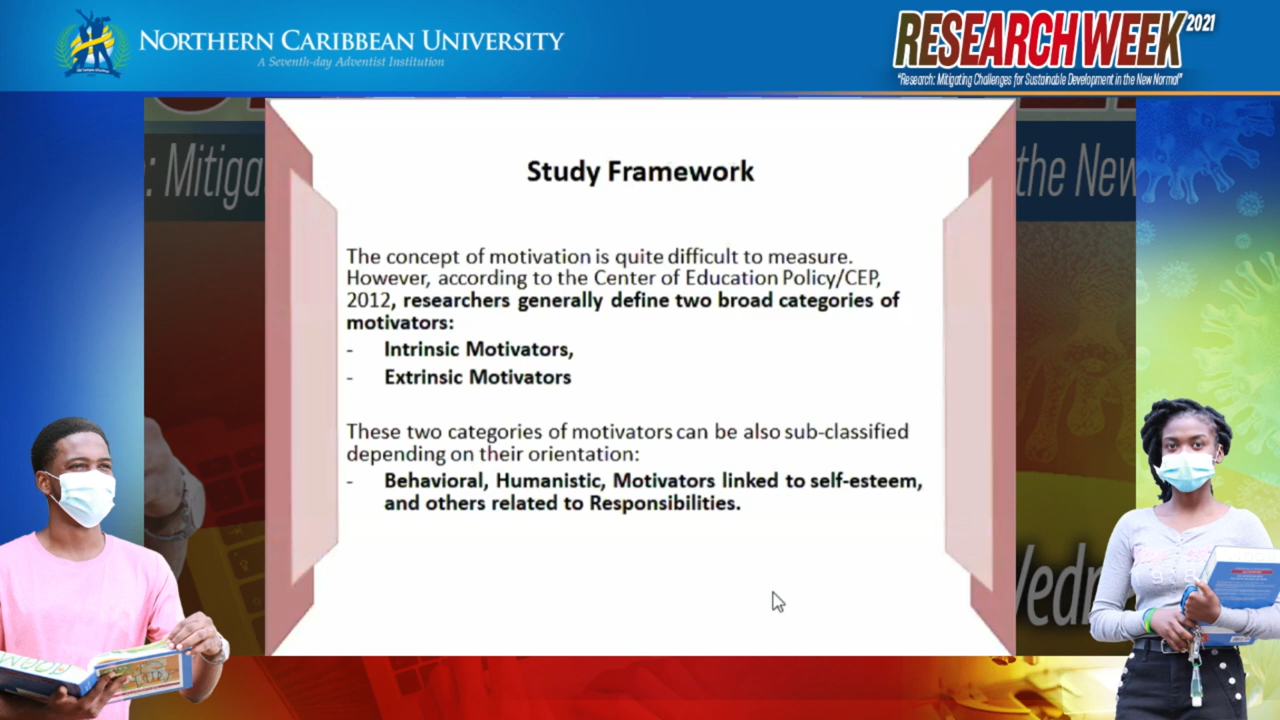 NORTHERN CARIBBEAN UNIVERSITY
A Seventh-day Adventist Institution
RESEARCH WEEK 2021
"Research: Mitigating Challenges for Sustainable Development in the New Normal"
: Mitiga
the New
Study Framework
The concept of motivation is quite difficult to measure.
However, according to the Center of Education Policy/CEP,
2012, researchers generally define two broad categories of
motivators:
- Intrinsic Motivators,
- Extrinsic Motivators
These two categories of motivators can be also sub-classified
depending on their orientation:
- Behavioral, Humanistic, Motivators linked to self-esteem,
and others related to Responsibilities.
Wedn